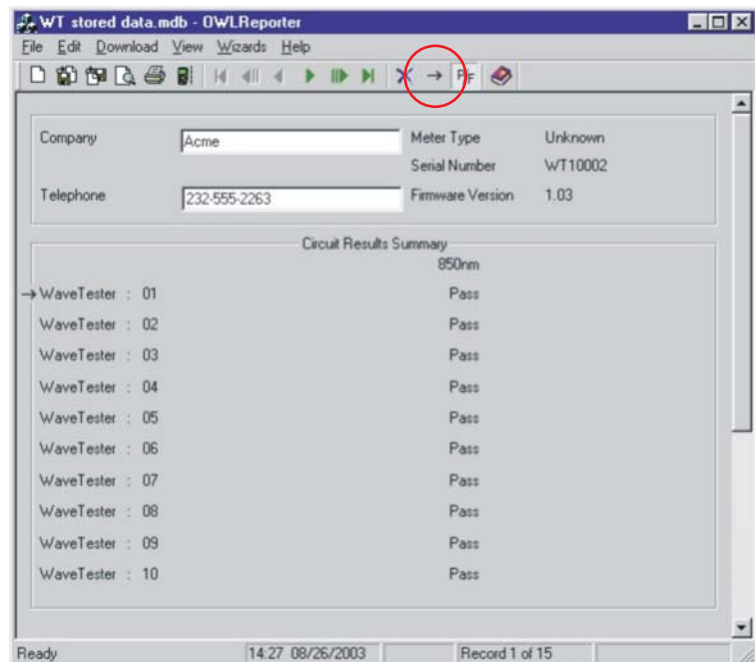 WT stored data.mdb - OWLReporter
File Edit Download View Wizards Help
→ P/F
Company Acme Meter Type Unknown
Serial Number WT10002
Telephone 232-555-2263 Firmware Version 1.03
Circuit Results Summary
850nm
→ WaveTester : 01 Pass
WaveTester : 02 Pass
WaveTester : 03 Pass
WaveTester : 04 Pass
WaveTester : 05 Pass
WaveTester : 06 Pass
WaveTester : 07 Pass
WaveTester : 08 Pass
WaveTester : 09 Pass
WaveTester : 10 Pass
Ready 14:27 08/26/2003 Record 1 of 15